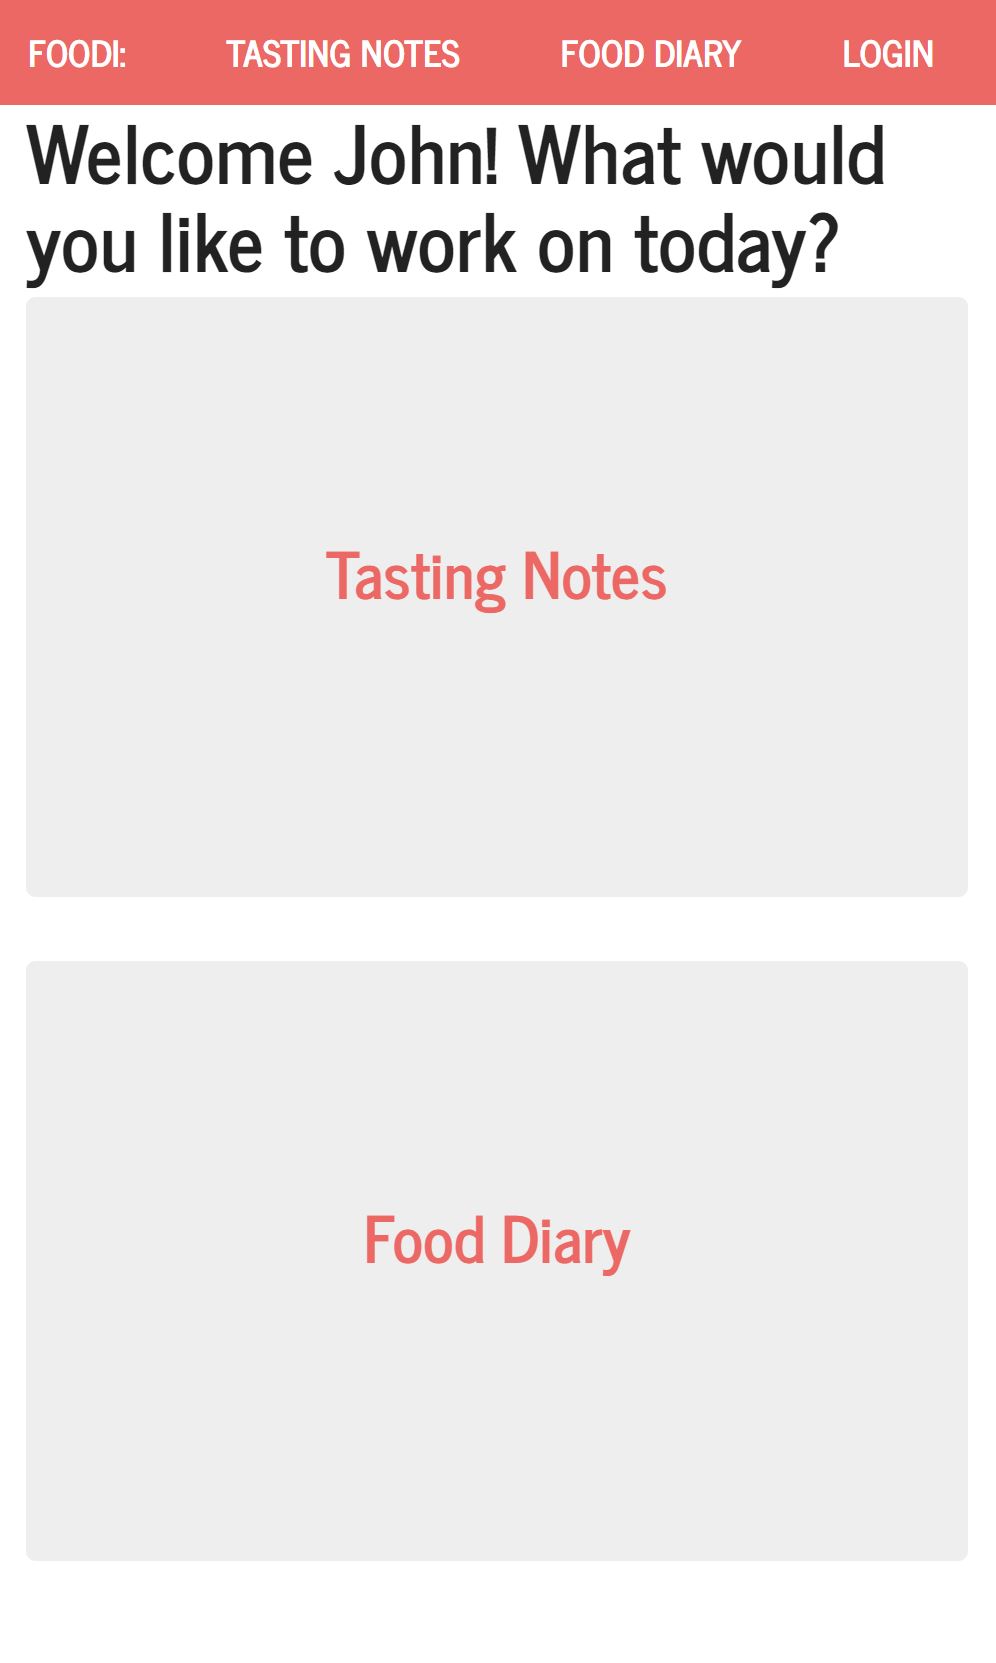 FOODI: TASTING NOTES FOOD DIARY LOGIN
Welcome John! What would
you like to work on today?
Tasting Notes
Food Diary